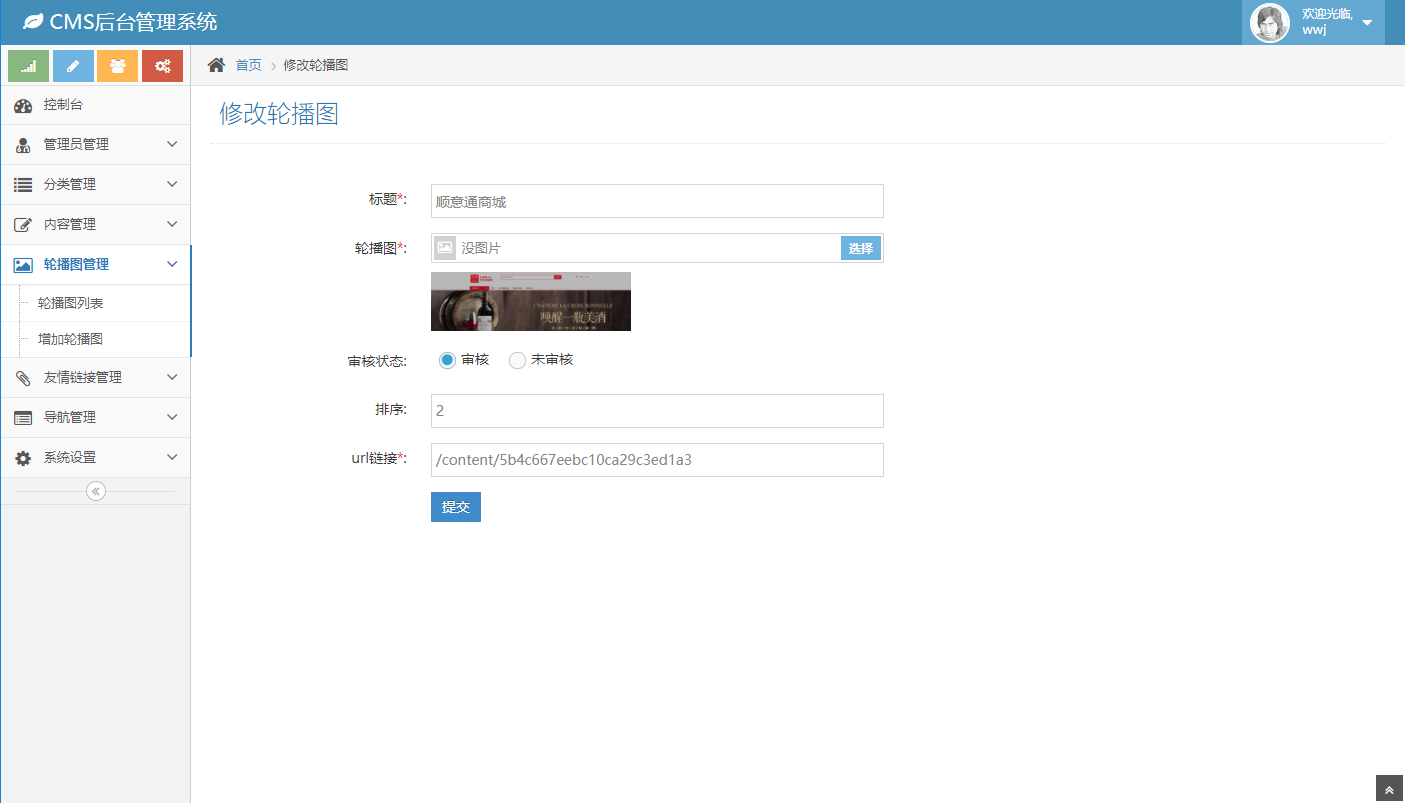 CMS后台管理系统
欢迎光临,
wwj
首页
修改轮播图
控制台
管理员管理
分类管理
内容管理
轮播图管理
轮播图列表
增加轮播图
友情链接管理
导航管理
系统设置
修改轮播图
标题*:
顺意通商城
轮播图*:
没图片
选择
唤醒一瓶美酒
审核状态:
审核
未审核
排序:
2
url链接*:
/content/5b4c667eebc10ca29c3ed1a3
提交